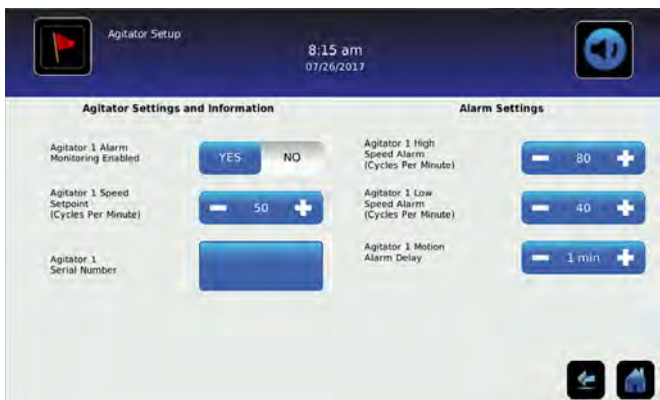 Agitator Setup
8:15 am
07/26/2017
Agitator Settings and Information
Agitator 1 Alarm
Monitoring Enabled
YES NO
Agitator 1 Speed
Setpoint
(Cycles Per Minute)
50
Agitator 1
Serial Number
Alarm Settings
Agitator 1 High
Speed Alarm
(Cycles Per Minute)
80
Agitator 1 Low
Speed Alarm
(Cycles Per Minute)
40
Agitator 1 Motion
Alarm Delay
1 min